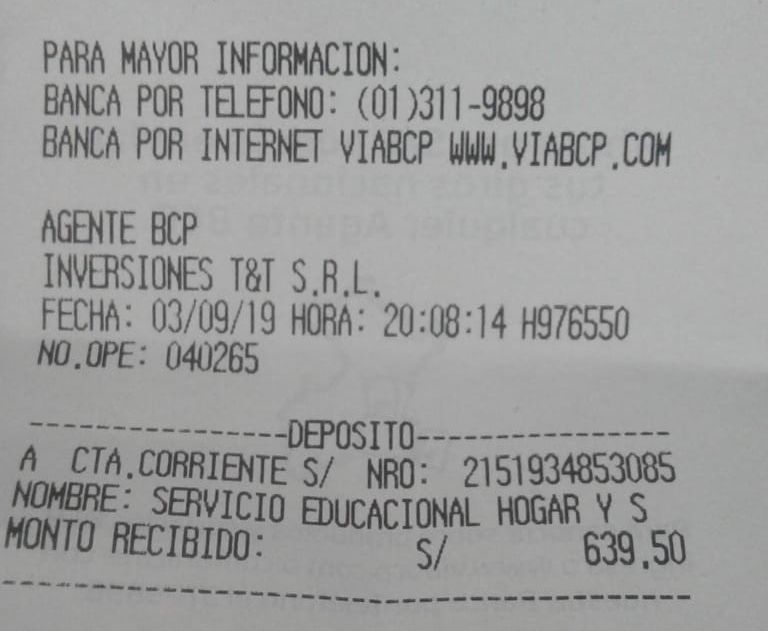 PARA MAYOR INFORMACION:
BANCA POR TELEFONO: (01)311-9898
BANCA POR INTERNET VIABCP WWW.VIABCP.COM
AGENTE BCP
INVERSIONES T&T S.R.L.
FECHA: 03/09/19 HORA: 20:08:14 H976550
NO.OPE: 040265
----------------DEPOSITO----------------
A CTA.CORRIENTE S/ NRO: 2151934853085
NOMBRE: SERVICIO EDUCACIONAL HOGAR Y S
MONTO RECIBIDO: S/ 639.50